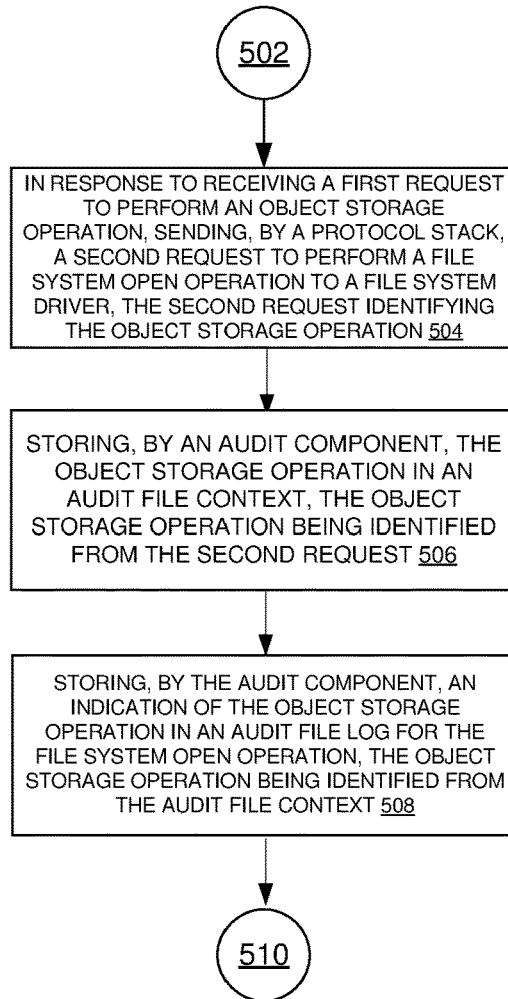 502
IN RESPONSE TO RECEIVING A FIRST REQUEST
TO PERFORM AN OBJECT STORAGE
OPERATION, SENDING, BY A PROTOCOL STACK,
A SECOND REQUEST TO PERFORM A FILE
SYSTEM OPEN OPERATION TO A FILE SYSTEM
DRIVER, THE SECOND REQUEST IDENTIFYING
THE OBJECT STORAGE OPERATION 504
STORING, BY AN AUDIT COMPONENT, THE
OBJECT STORAGE OPERATION IN AN
AUDIT FILE CONTEXT, THE OBJECT
STORAGE OPERATION BEING IDENTIFIED
FROM THE SECOND REQUEST 506
STORING, BY THE AUDIT COMPONENT, AN
INDICATION OF THE OBJECT STORAGE
OPERATION IN AN AUDIT FILE LOG FOR THE
FILE SYSTEM OPEN OPERATION, THE OBJECT
STORAGE OPERATION BEING IDENTIFIED FROM
THE AUDIT FILE CONTEXT 508
510